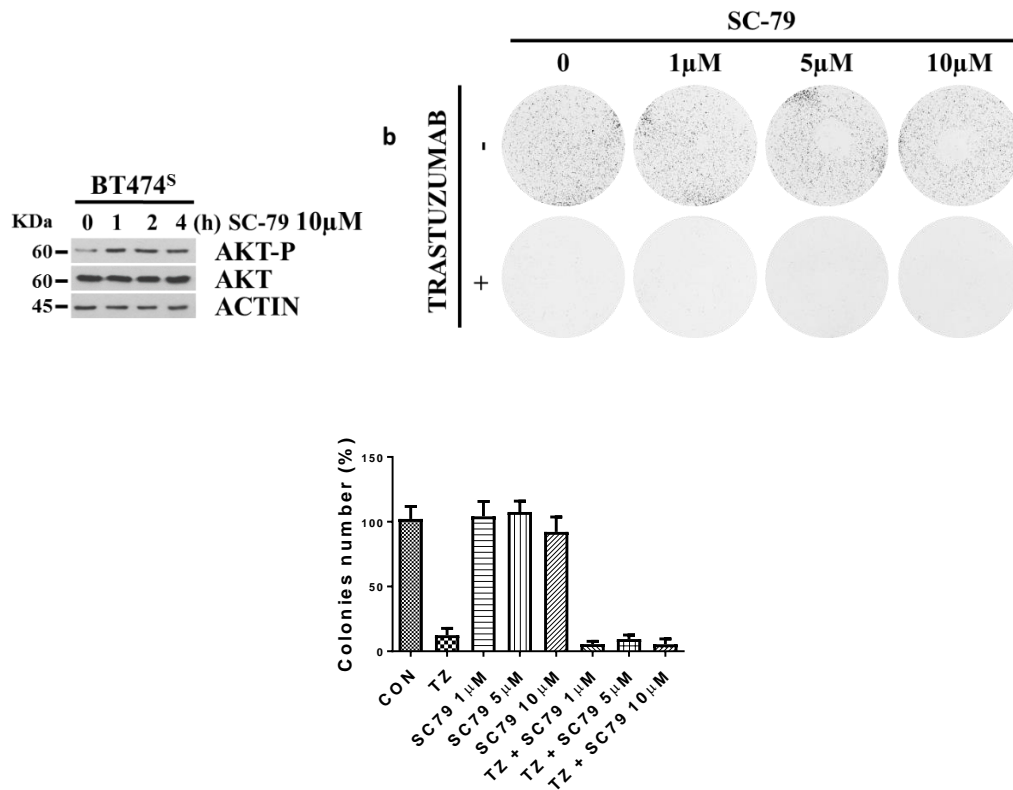 SC-79
0 1μM 5μM 10μM
b
TRASTUZUMAB
-
+
BT474S
KDa 0 1 2 4 (h) SC-79 10μM
60 AKT-P
60 AKT
45 ACTIN
Colonies number (%)
150
100
50
0
CON
TZ
SC79 1μM
SC79 5μM
SC79 10μM
TZ + SC79 1μM
TZ + SC79 5μM
TZ + SC79 10μM